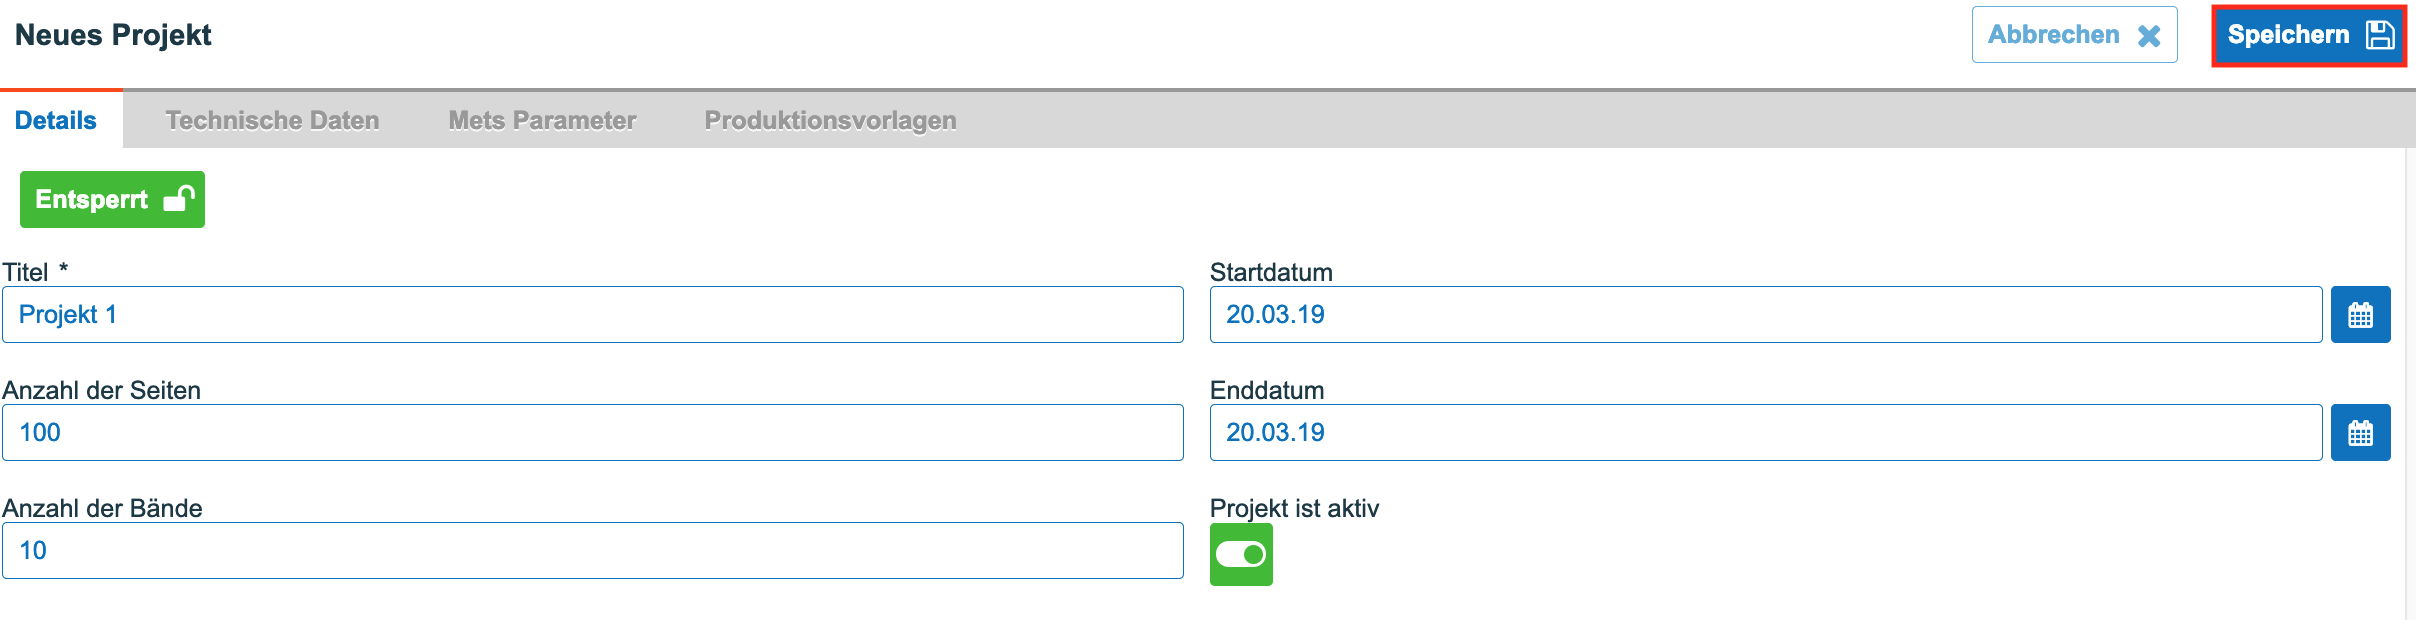 Neues Projekt
Abbrechen
Speichern
Details
Technische Daten
Mets Parameter
Produktionsvorlagen
Entsperrt
Titel *
Projekt 1
Startdatum
20.03.19
Anzahl der Seiten
100
Enddatum
20.03.19
Anzahl der Bände
10
Projekt ist aktiv